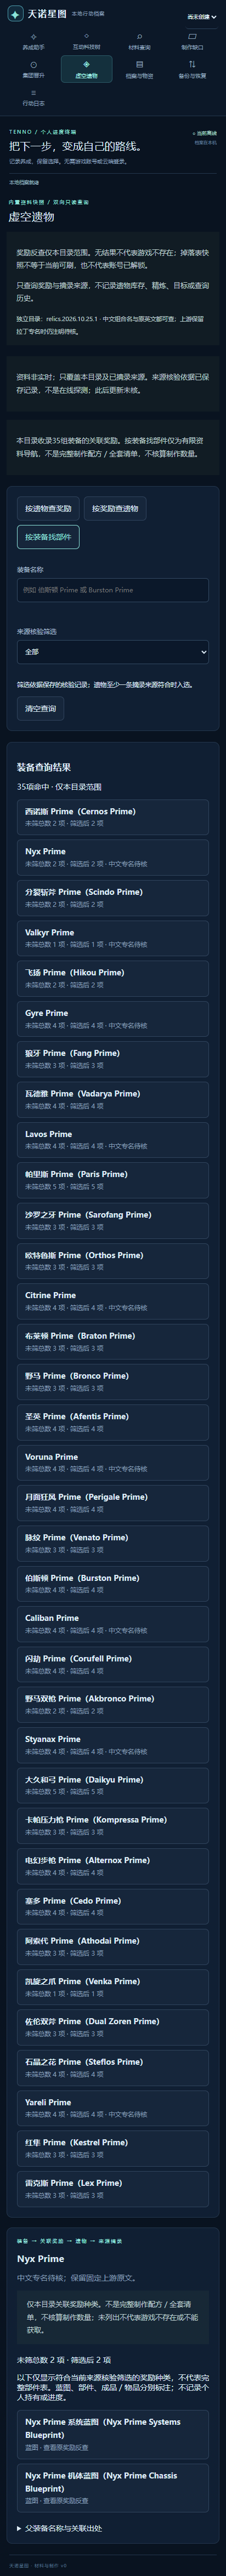 天诺星图 本地行动档案
尚未创建
养成助手
互动科技树
材料查询
制作缺口
集团晋升
虚空遗物
档案与物资
备份与恢复
行动日志
TENNO / 个人进度终端
把下一步，变成自己的路线。
记录养成，保留选择。无需游戏账号或云端登录。
当前离线
档案在本机
本地档案就绪
内置资料快照 / 双向只读查询
虚空遗物
奖励反查仅本目录范围。无结果不代表游戏不存在；掉落表快照不等于当前可刷，也不代表账号已解锁。
只查询奖励与摘录来源，不记录遗物库存、精炼、目标或查询历史。
独立目录：relics.2026.10.25.1 · 中文组合名与原英文都可查；上游保留拉丁专名时仍注明待核。
资料非实时；只覆盖本目录及已摘录来源。来源核验依据已保存记录，不是在线探测；此后更新未核。
本目录收录35组装备的关联奖励。按装备找部件仅为有限资料导航，不是完整制作配方 / 全套清单，不核算制作数量。
按遗物查奖励
按奖励查遗物
按装备找部件
装备名称
例如 伯斯顿 Prime 或 Burston Prime
来源核验筛选
全部
筛选依据保存的核验记录；遗物至少一条摘录来源符合时入选。
清空查询
装备查询结果
35项命中 · 仅本目录范围
西诺斯 Prime（Cernos Prime）
未筛总数 2 项 · 筛选后 2 项
Nyx Prime
未筛总数 2 项 · 筛选后 2 项 · 中文专名待核
分裂斩斧 Prime（Scindo Prime）
未筛总数 2 项 · 筛选后 2 项
Valkyr Prime
未筛总数 1 项 · 筛选后 1 项 · 中文专名待核
飞扬 Prime（Hikou Prime）
未筛总数 2 项 · 筛选后 2 项
Gyre Prime
未筛总数 4 项 · 筛选后 4 项 · 中文专名待核
狼牙 Prime（Fang Prime）
未筛总数 3 项 · 筛选后 3 项
瓦德雅 Prime（Vadarya Prime）
未筛总数 4 项 · 筛选后 4 项
Lavos Prime
未筛总数 4 项 · 筛选后 4 项 · 中文专名待核
帕里斯 Prime（Paris Prime）
未筛总数 5 项 · 筛选后 5 项
沙罗之牙 Prime（Sarofang Prime）
未筛总数 3 项 · 筛选后 3 项
欧特鲁斯 Prime（Orthos Prime）
未筛总数 3 项 · 筛选后 3 项
Citrine Prime
未筛总数 4 项 · 筛选后 4 项 · 中文专名待核
布莱顿 Prime（Braton Prime）
未筛总数 3 项 · 筛选后 3 项
野马 Prime（Bronco Prime）
未筛总数 3 项 · 筛选后 3 项
圣英 Prime（Afentis Prime）
未筛总数 4 项 · 筛选后 4 项
Voruna Prime
未筛总数 4 项 · 筛选后 4 项 · 中文专名待核
月面狂风 Prime（Perigale Prime）
未筛总数 4 项 · 筛选后 4 项
脉纹 Prime（Venato Prime）
未筛总数 3 项 · 筛选后 3 项
伯斯顿 Prime（Burston Prime）
未筛总数 4 项 · 筛选后 4 项
Caliban Prime
未筛总数 4 项 · 筛选后 4 项 · 中文专名待核
闪劫 Prime（Corufell Prime）
未筛总数 4 项 · 筛选后 4 项
野马双枪 Prime（Akbronco Prime）
未筛总数 2 项 · 筛选后 2 项
Styanax Prime
未筛总数 4 项 · 筛选后 4 项 · 中文专名待核
大久和弓 Prime（Daikyu Prime）
未筛总数 5 项 · 筛选后 5 项
卡帕压力枪 Prime（Kompressa Prime）
未筛总数 3 项 · 筛选后 3 项
电幻步枪 Prime（Alternox Prime）
未筛总数 4 项 · 筛选后 4 项
塞多 Prime（Cedo Prime）
未筛总数 4 项 · 筛选后 4 项
阿索代 Prime（Athodai Prime）
未筛总数 3 项 · 筛选后 3 项
凯旋之爪 Prime（Venka Prime）
未筛总数 1 项 · 筛选后 1 项
佐伦双斧 Prime（Dual Zoren Prime）
未筛总数 3 项 · 筛选后 3 项
石晶之花 Prime（Steflos Prime）
未筛总数 4 项 · 筛选后 4 项
Yareli Prime
未筛总数 4 项 · 筛选后 4 项 · 中文专名待核
红隼 Prime（Kestrel Prime）
未筛总数 3 项 · 筛选后 3 项
雷克斯 Prime（Lex Prime）
未筛总数 3 项 · 筛选后 3 项
装备 → 关联奖励 → 遗物 → 来源摘录
Nyx Prime
中文专名待核；保留固定上游原文。
仅本目录关联奖励种类。不是完整制作配方 / 全套清单，不核算制作数量；未列出不代表游戏不存在或不能获取。
未筛总数 2 项 · 筛选后 2 项
以下仅显示符合当前来源核验筛选的奖励种类，不代表完整部件表。蓝图、部件、成品 / 物品分别标注；不记录个人持有或进度。
Nyx Prime 系统蓝图（Nyx Prime Systems Blueprint）
蓝图 · 查看原奖励反查
Nyx Prime 机体蓝图（Nyx Prime Chassis Blueprint）
蓝图 · 查看原奖励反查
父装备名称与关联出处
天诺星图 · 材料与制作 v8